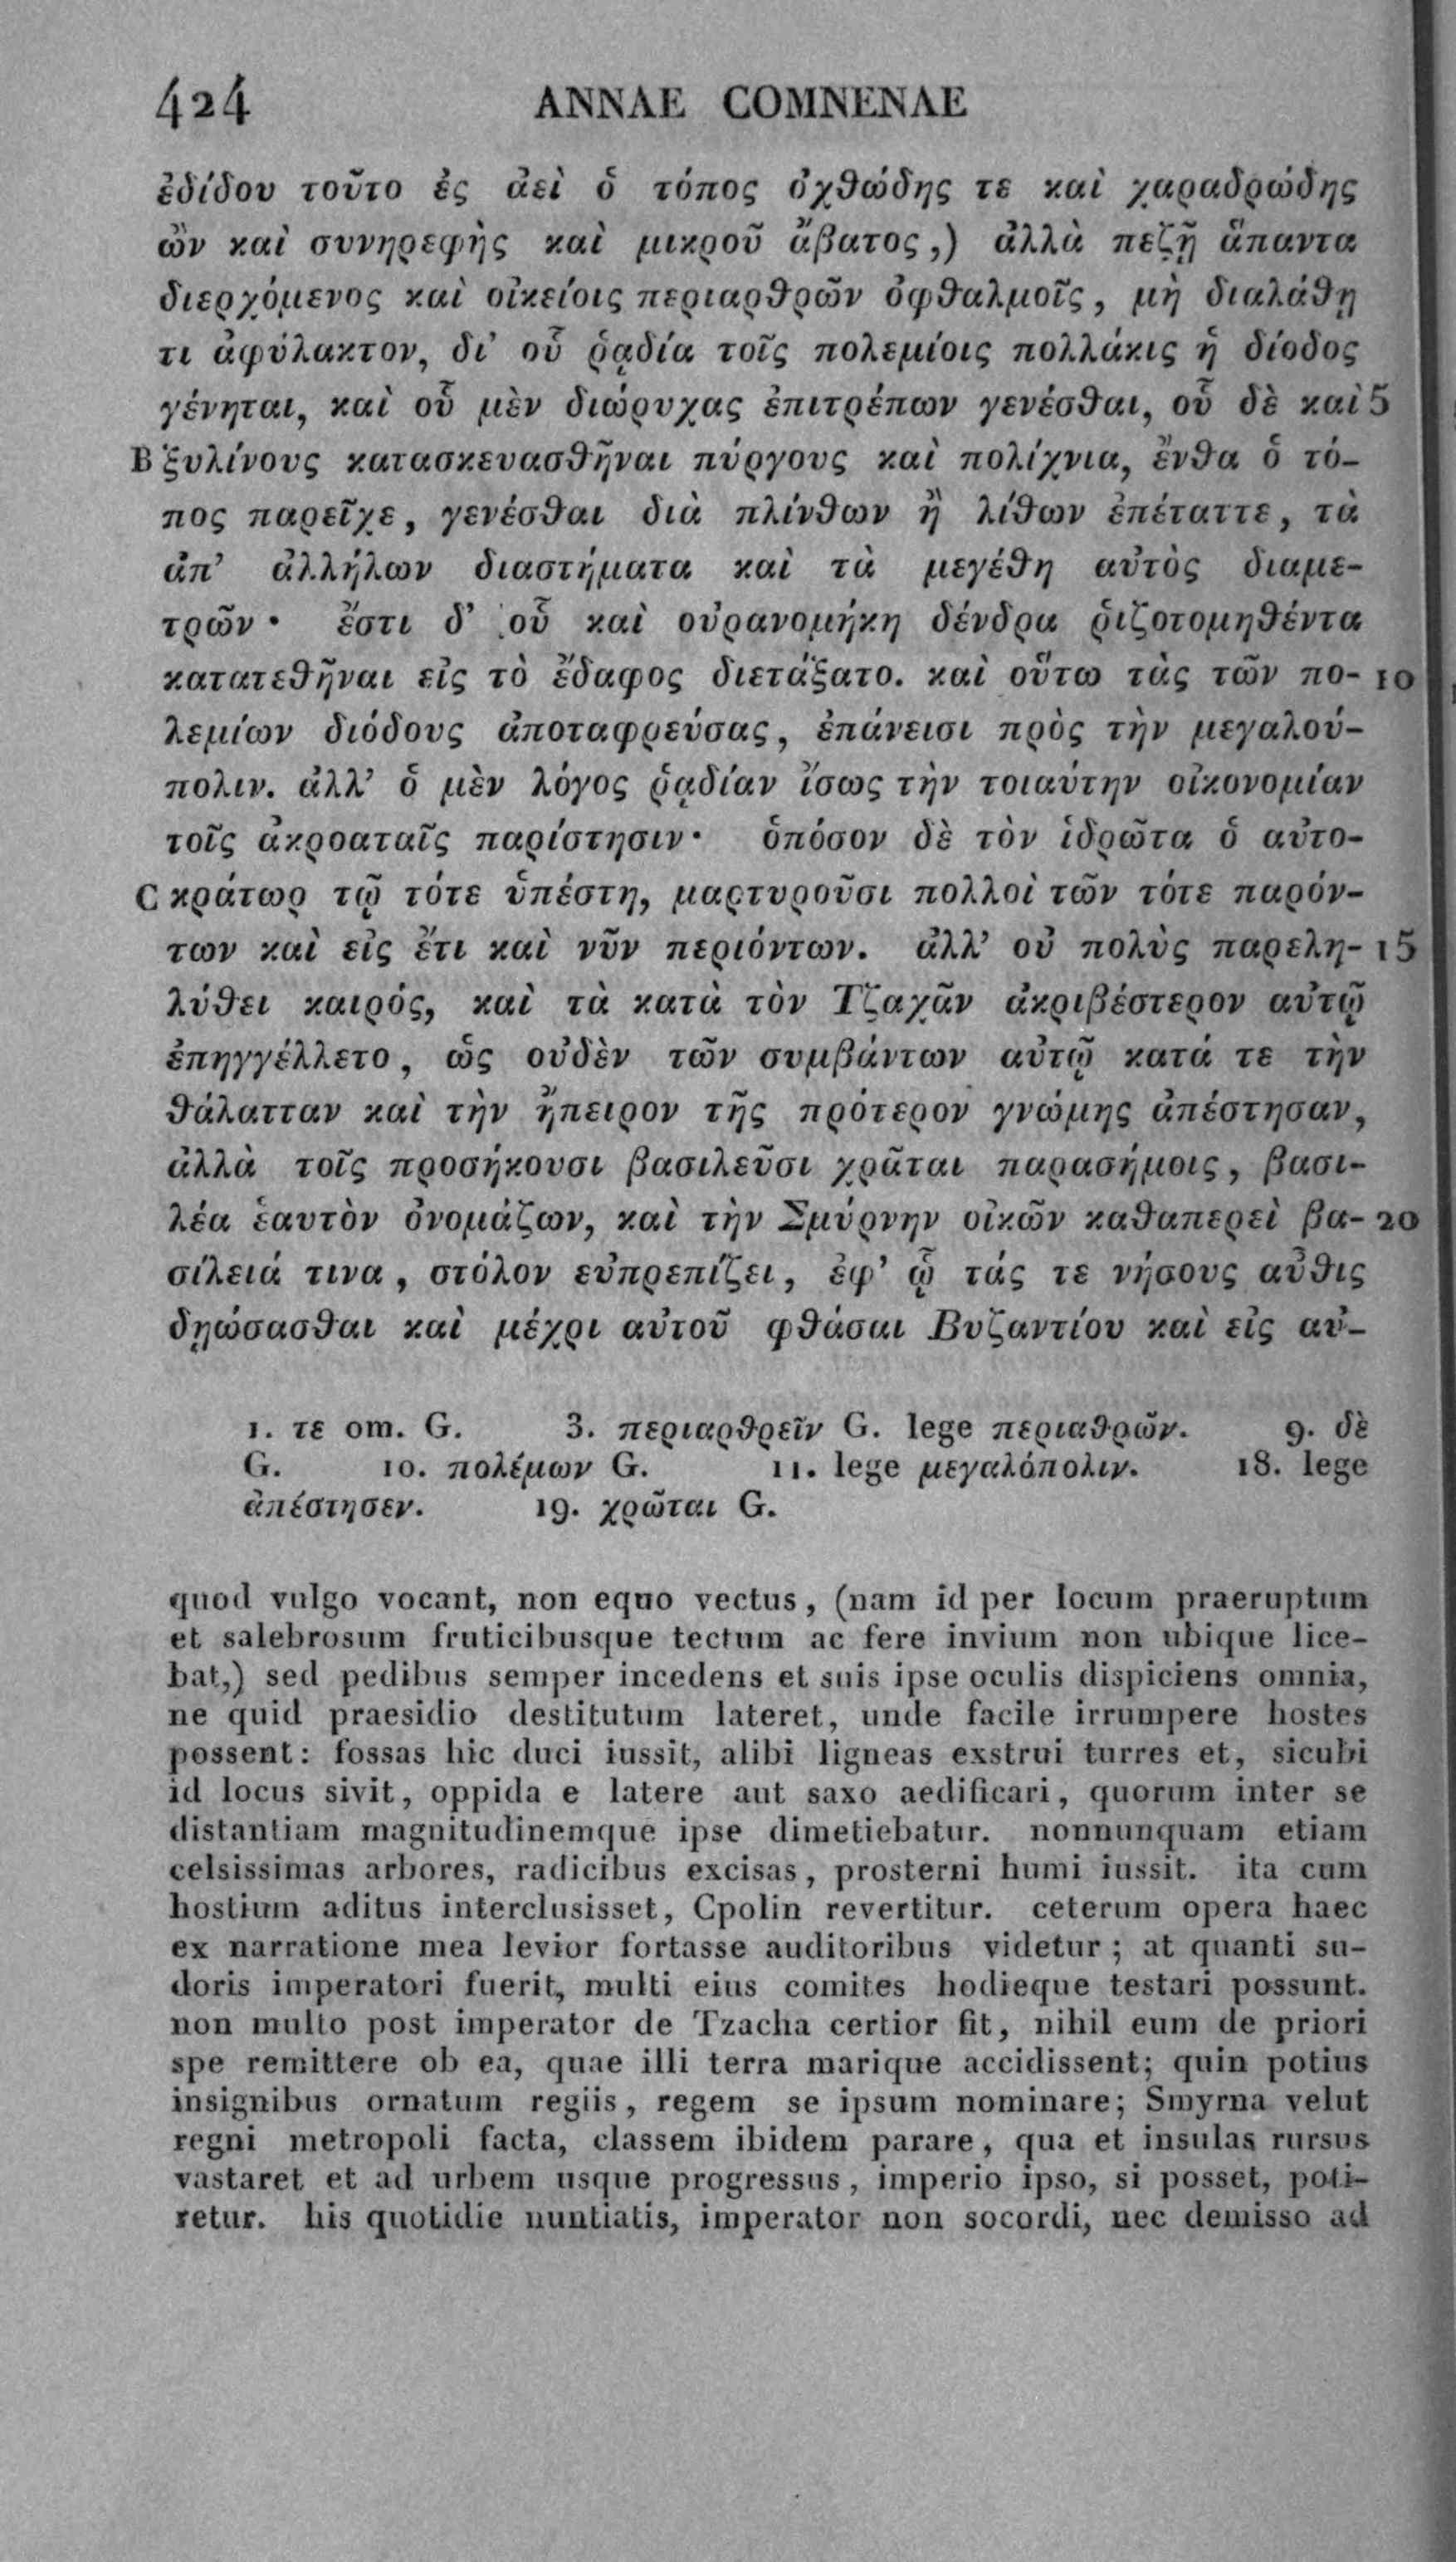 424 ANNAE COMNENAE
ἐδίδου τοῦτο ἐς ἀεὶ ὁ τόπος ὀχθώδης τε καὶ χαραδρώδης
ὢν καὶ συνηρεφὴς καὶ μικροῦ ἄβατος,) ἀλλὰ πεζῇ ἅπαντα
διερχόμενος καὶ οἰκείοις περιαρθρῶν ὀφθαλμοῖς, μὴ διαλάθῃ
τι ἀφύλακτον, δι’ οὗ ῥᾳδία τοῖς πολεμίοις πολλάκις ἡ δίοδος
γένηται, καὶ οὗ μὲν διώρυχας ἐπιτρέπων γενέσθαι, οὗ δὲ καὶ 5
B ξυλίνους κατασκευασθῆναι πύργους καὶ πολίχνια, ἔνθα ὁ τό-
πος παρεῖχε, γενέσθαι διὰ πλίνθων ἢ λίθων ἐπέταττε, τὰ
ἀπ’ ἀλλήλων διαστήματα καὶ τὰ μεγέθη αὐτὸς διαμε-
τρῶν· ἔστι δ’ οὗ καὶ οὐρανομήκη δένδρα ῥιζοτομηθέντα
κατατεθῆναι εἰς τὸ ἔδαφος διετάξατο. καὶ οὕτω τὰς τῶν πο- 10
λεμίων διόδους ἀποταφρεύσας, ἐπάνεισι πρὸς τὴν μεγαλού-
πολιν. ἀλλ’ ὁ μὲν λόγος ῥᾳδίαν ἴσως τὴν τοιαύτην οἰκονομίαν
τοῖς ἀκροαταῖς παρίστησιν· ὁπόσον δὲ τὸν ἱδρῶτα ὁ αὐτο-
C κράτωρ τῷ τότε ὑπέστη, μαρτυροῦσι πολλοὶ τῶν τότε παρόν-
των καὶ εἰς ἔτι καὶ νῦν περιόντων. ἀλλ’ οὐ πολὺς παρελη- 15
λύθει καιρός, καὶ τὰ κατὰ τὸν Τζαχᾶν ἀκριβέστερον αὐτῷ
ἐπηγγέλλετο, ὡς οὐδὲν τῶν συμβάντων αὐτῷ κατά τε τὴν
θάλατταν καὶ τὴν ἤπειρον τῆς πρότερον γνώμης ἀπέστησαν,
ἀλλὰ τοῖς προσήκουσι βασιλεῦσι χρᾶται παρασήμοις, βασι-
λέα ἑαυτὸν ὀνομάζων, καὶ τὴν Σμύρνην οἰκῶν καθαπερεὶ βα- 20
σίλειά τινα, στόλον εὐπρεπίζει, ἐφ’ ᾧ τάς τε νήσους αὖθις
δῃώσασθαι καὶ μέχρι αὐτοῦ φθάσαι Βυζαντίου καὶ εἰς αὐ-
1. τε om. G. 3. περιαρθρεῖν G. lege περιαθρῶν. 9. δὲ
G. 10. πολέμων G. 11. lege μεγαλόπολιν. 18. lege
ἀπέστησεν. 19. χρῶται G.
quod vulgo vocant, non equo vectus, (nam id per locum praeruptum
et salebrosum fruticibusque tectum ac fere invium non ubique lice-
bat,) sed pedibus semper incedens et suis ipse oculis dispiciens omnia,
ne quid praesidio destitutum lateret, unde facile irrumpere hostes
possent: fossas hic duci iussit, alibi ligneas exstrui turres et, sicubi
id locus sivit, oppida e latere aut saxo aedificari, quorum inter se
distantiam magnitudinemque ipse dimetiebatur. nonnunquam etiam
celsissimas arbores, radicibus excisas, prosterni humi iussit. ita cum
hostium aditus interclusisset, Cpolin revertitur. ceterum opera haec
ex narratione mea levior fortasse auditoribus videtur; at quanti su-
doris imperatori fuerit, multi eius comites hodieque testari possunt.
non multo post imperator de Tzacha certior fit, nihil eum de priori
spe remittere ob ea, quae illi terra marique accidissent; quin potius
insignibus ornatum regiis, regem se ipsum nominare; Smyrna velut
regni metropoli facta, classem ibidem parare, qua et insulas rursus
vastaret et ad urbem usque progressus, imperio ipso, si posset, poti-
retur. his quotidie nuntiatis, imperator non socordi, nec demisso ad